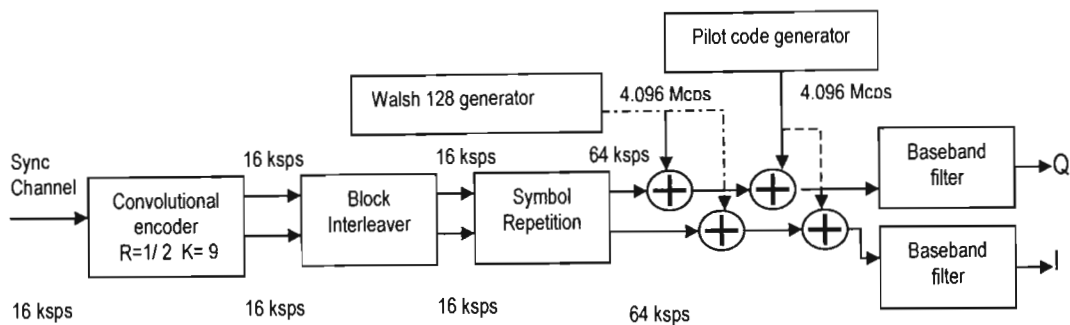 Pilot code generator
Walsh 128 generator
4.096 Mcps
4.096 Mcps
Sync
Channel
16 ksps
16 ksps
64 ksps
Convolutional
encoder
R=1/ 2 K= 9
Block
Interleaver
Symbol
Repetition
Baseband
filter
Q
Baseband
filter
I
16 ksps
16 ksps
16 ksps
64 ksps